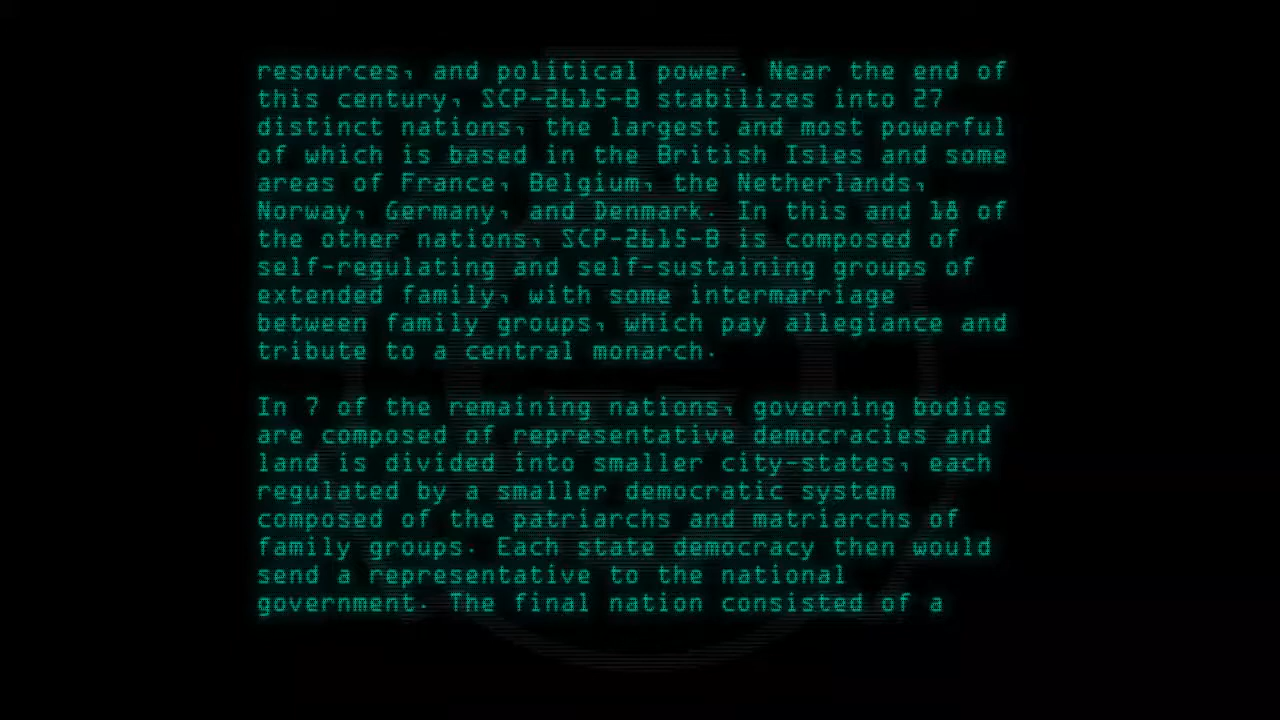 resources, and political power. Near the end of
this century, SCP-2615-B stabilizes into 27
distinct nations, the largest and most powerful
of which is based in the British Isles and some
areas of France, Belgium, the Netherlands,
Norway, Germany, and Denmark. In this and 18 of
the other nations, SCP-2615-B is composed of
self-regulating and self-sustaining groups of
extended family, with some intermarriage
between family groups, which pay allegiance and
tribute to a central monarch.
In 7 of the remaining nations, governing bodies
are composed of representative democracies and
land is divided into smaller city-states, each
regulated by a smaller democratic system
composed of the patriarchs and matriarchs of
family groups. Each state democracy then would
send a representative to the national
government. The final nation consisted of a